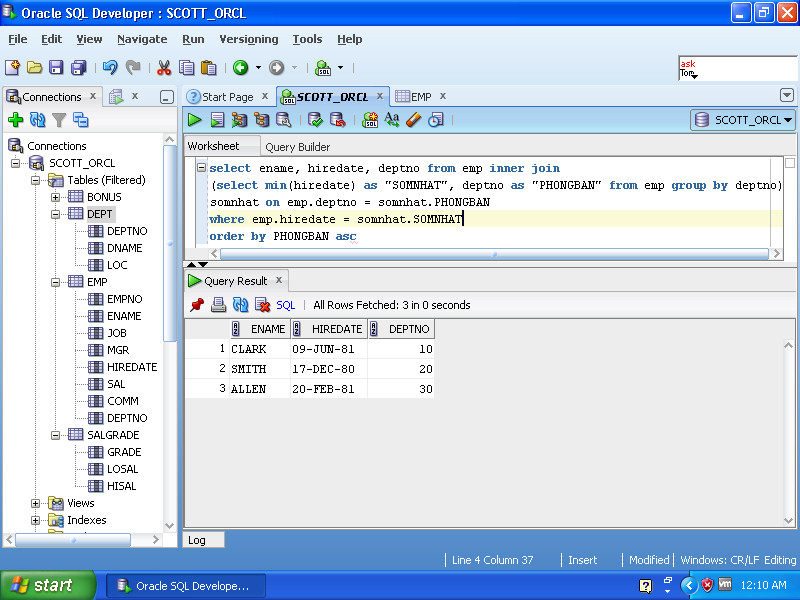 Oracle SQL Developer : SCOTT_ORCL
File Edit View Navigate Run Versioning Tools Help
ask
Tom
Connections
Start Page
SCOTT_ORCL
EMP
SCOTT_ORCL
Connections
SCOTT_ORCL
Tables (Filtered)
BONUS
DEPT
DEPTNO
DNAME
LOC
EMP
EMPNO
ENAME
JOB
MGR
HIREDATE
SAL
COMM
DEPTNO
SALGRADE
GRADE
LOSAL
HISAL
Views
Indexes
Worksheet Query Builder
select ename, hiredate, deptno from emp inner join
(select min(hiredate) as "SOMNHAT", deptno as "PHONGBAN" from emp group by deptno)
somnhat on emp.deptno = somnhat.PHONGBAN
where emp.hiredate = somnhat.SOMNHAT
order by PHONGBAN asc
Query Result
SQL All Rows Fetched: 3 in 0 seconds
ENAME HIREDATE DEPTNO
1 CLARK 09-JUN-81 10
2 SMITH 17-DEC-80 20
3 ALLEN 20-FEB-81 30
Log
Line 4 Column 37 Insert Modified Windows: CR/LF Editing
start Oracle SQL Develope... 12:10 AM